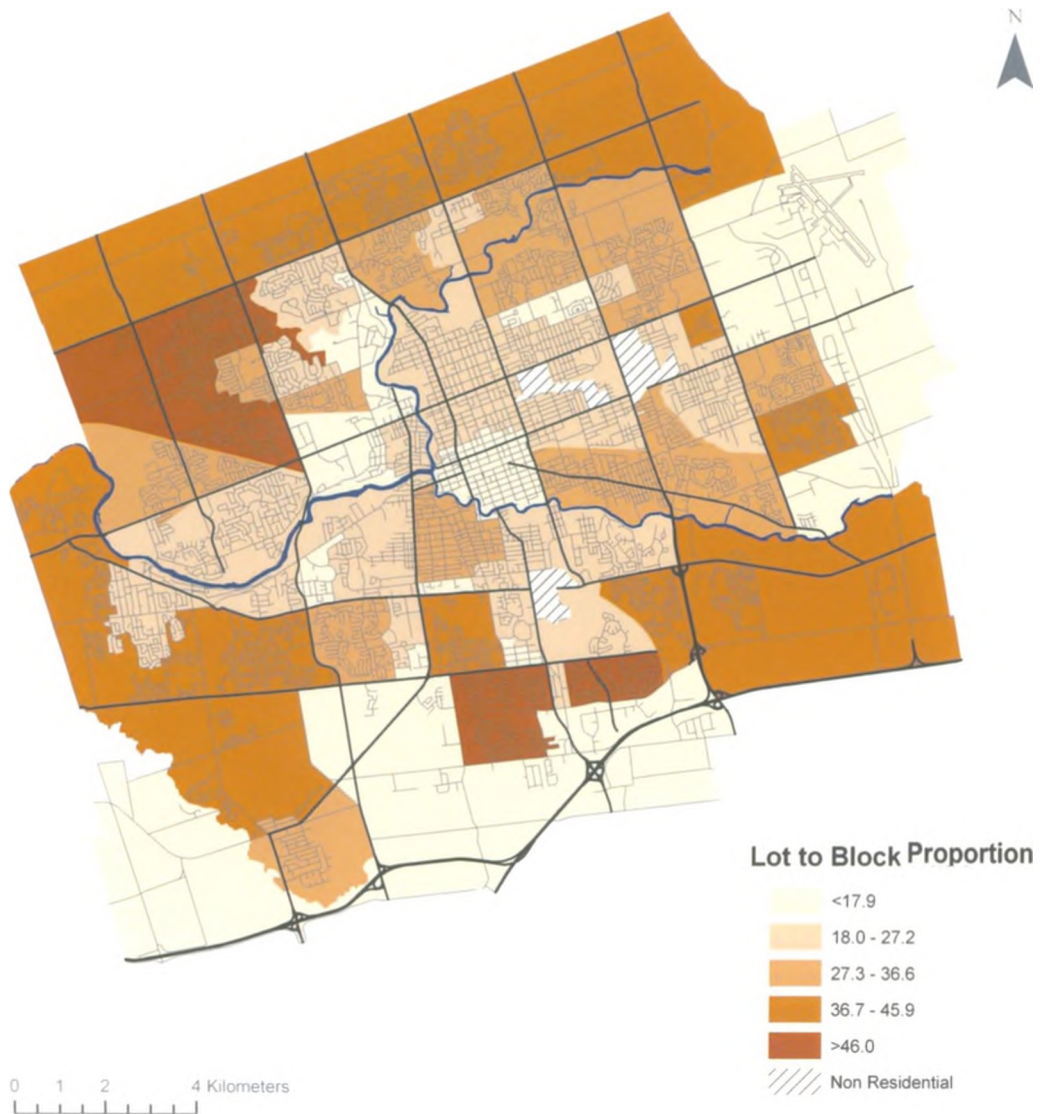 N
Lot to Block Proportion
<17.9
18.0 - 27.2
27.3 - 36.6
36.7 - 45.9
>46.0
Non Residential
0 1 2 4 Kilometers